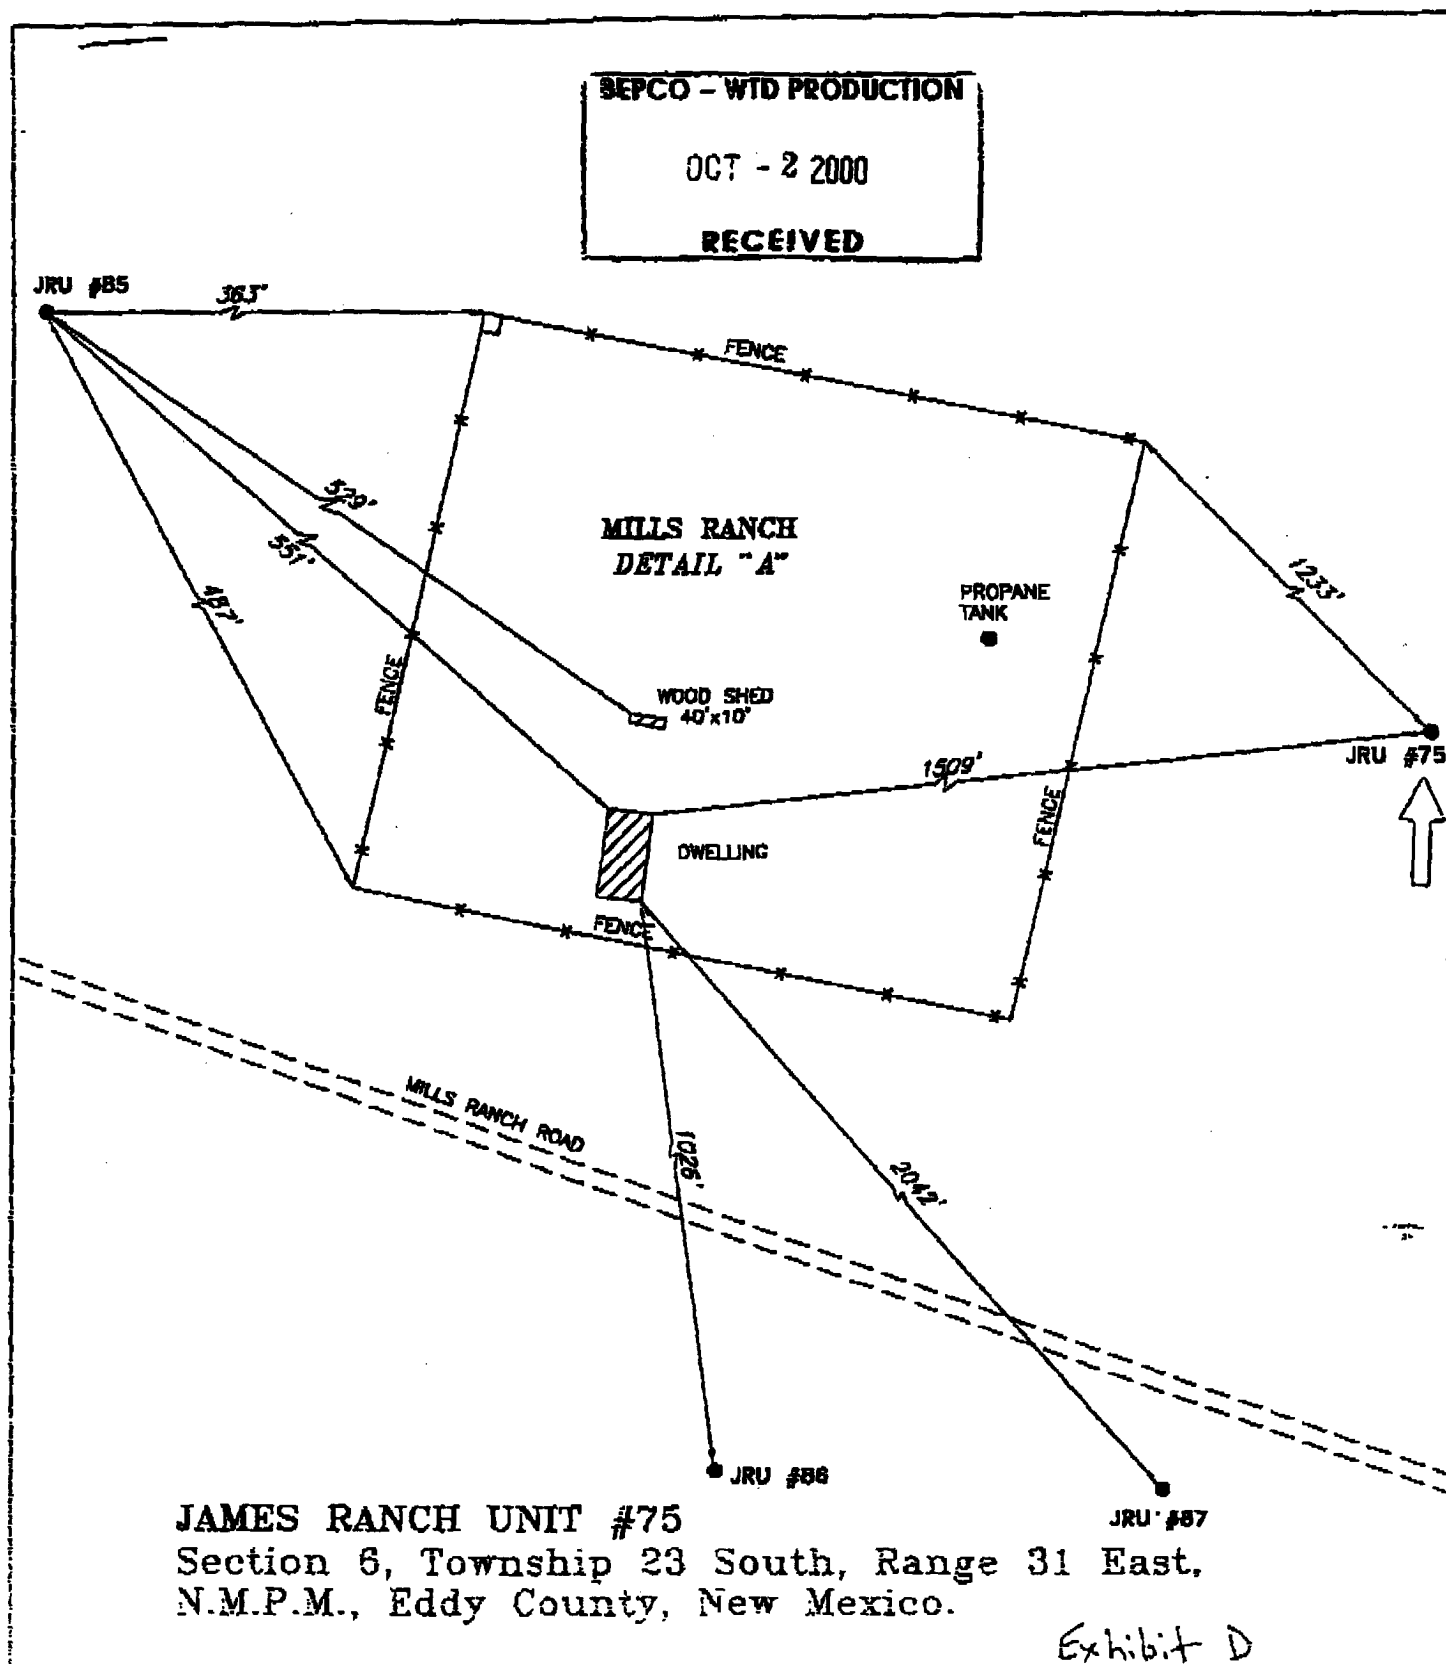 BEPCO - WTD PRODUCTION
OCT - 2 2000
RECEIVED
JRU #85
363'
FENCE
529'
551'
487'
MILLS RANCH
DETAIL "A"
PROPANE
TANK
1233'
FENCE
WOOD SHED
40'x10'
1509'
JRU #75
FENCE
DWELLING
FENCE
MILLS RANCH ROAD
1026'
2042'
JRU #86
JRU #87
JAMES RANCH UNIT #75
Section 6, Township 23 South, Range 31 East,
N.M.P.M., Eddy County, New Mexico.
Exhibit D